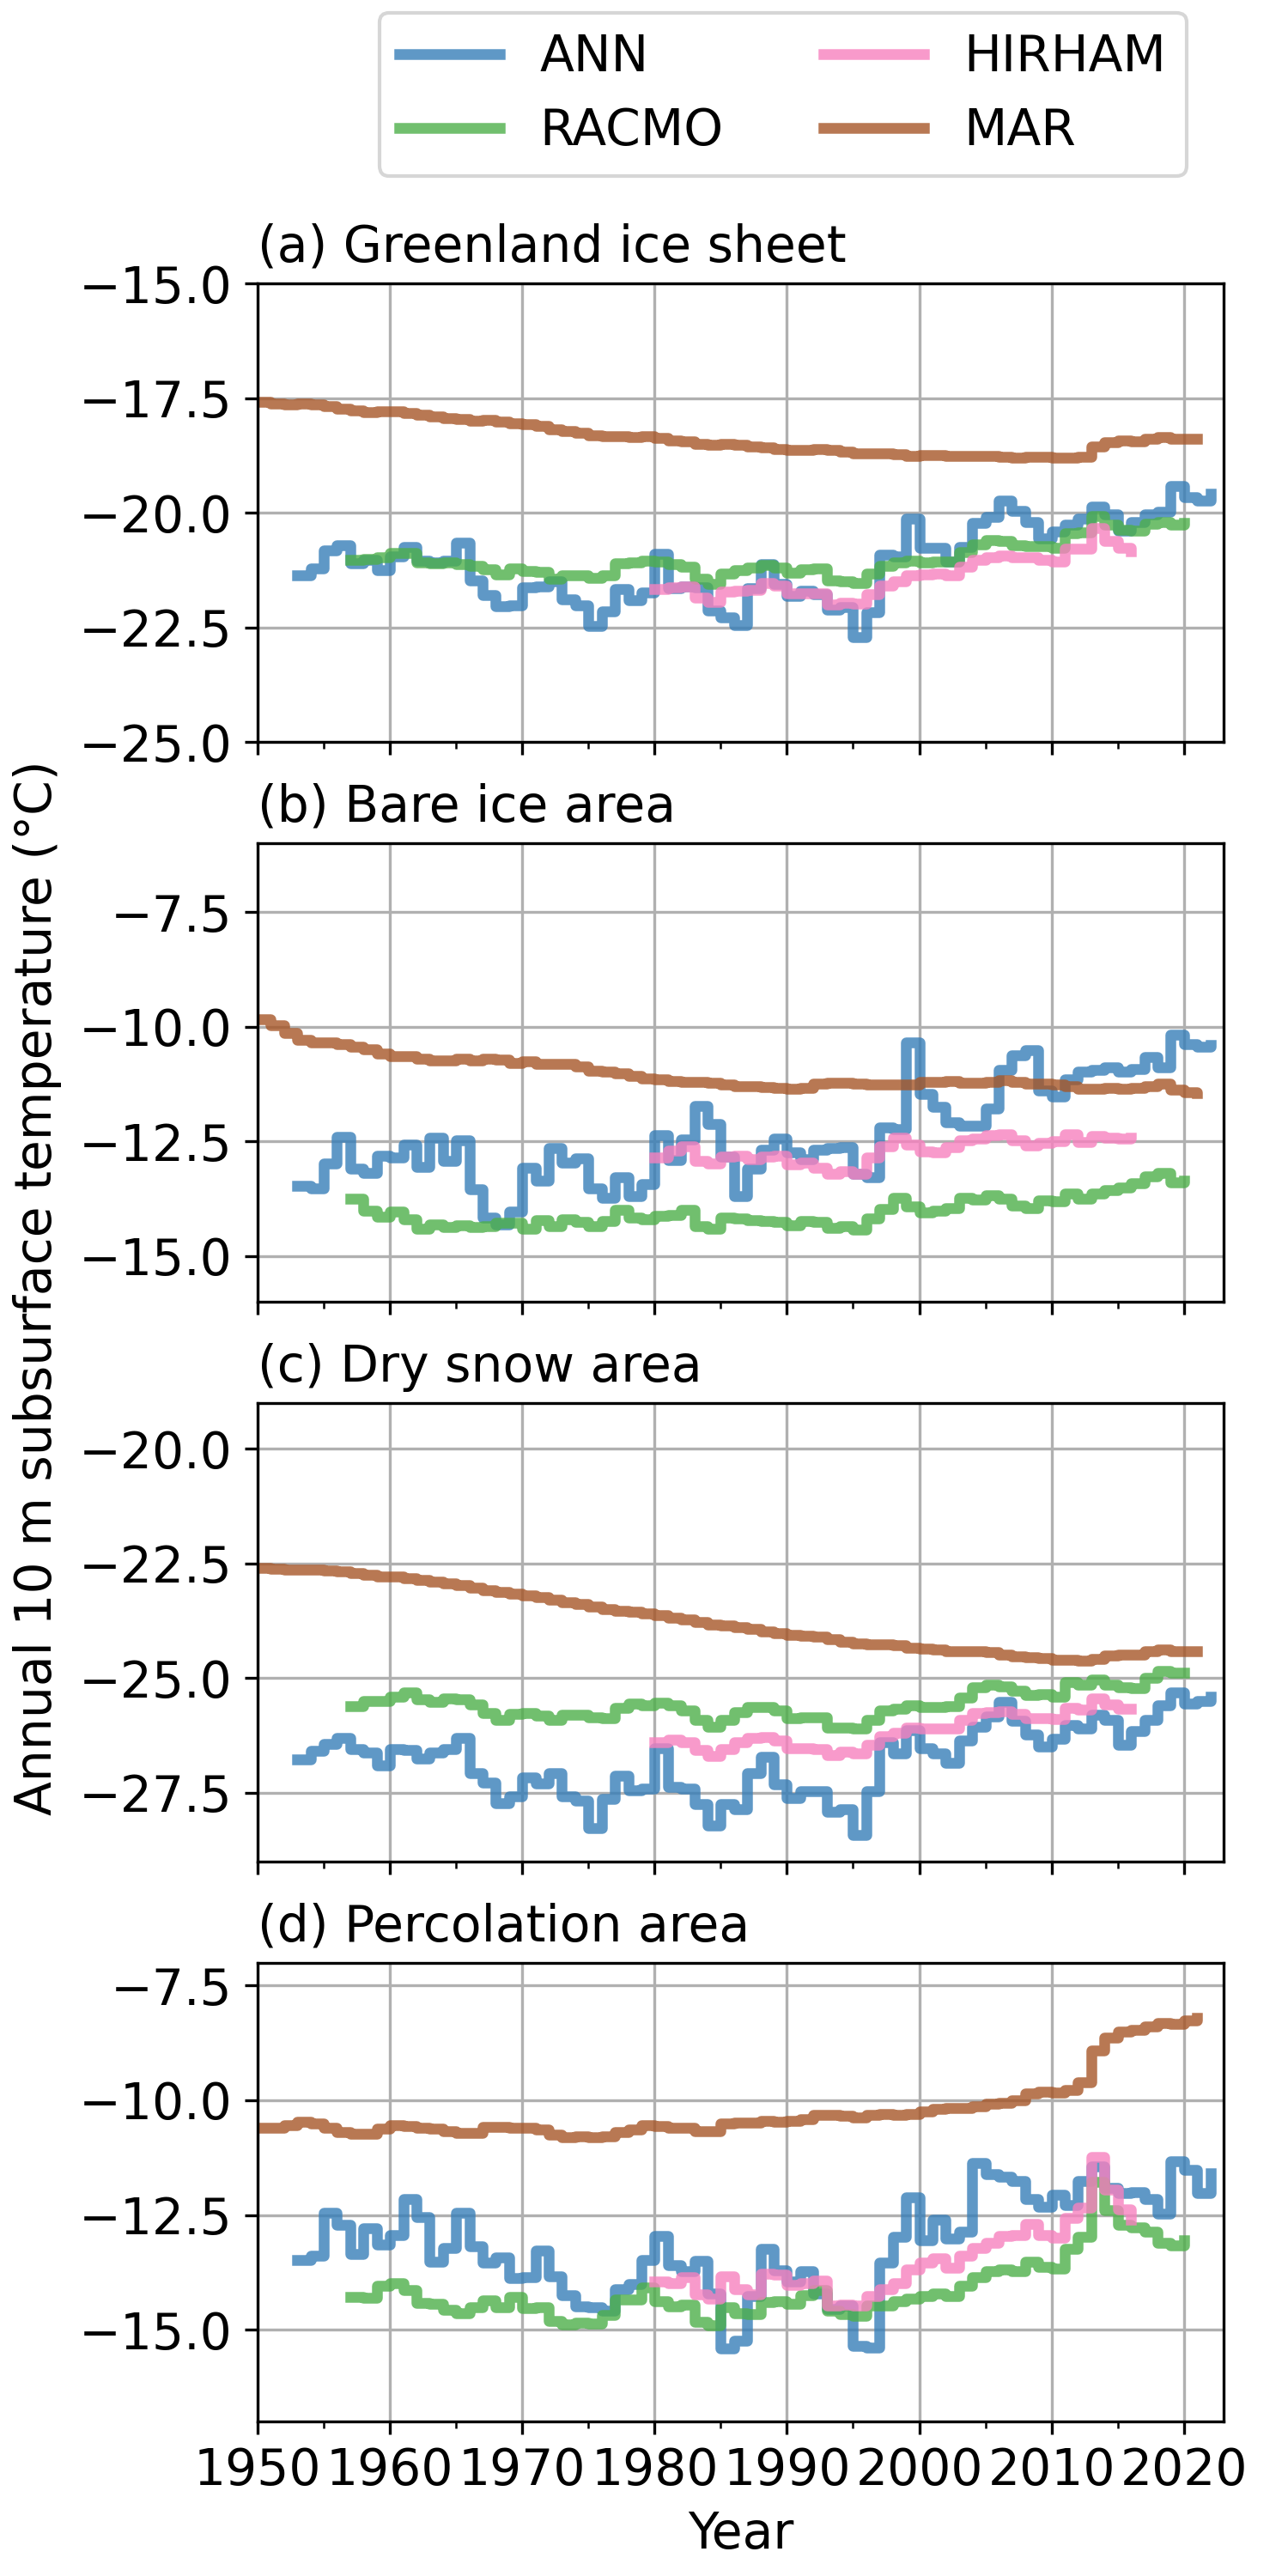 ANN
HIRHAM
RACMO
MAR
(a) Greenland ice sheet
−15.0
−17.5
−20.0
−22.5
−25.0
(b) Bare ice area
−7.5
−10.0
−12.5
−15.0
(c) Dry snow area
−20.0
−22.5
−25.0
−27.5
(d) Percolation area
−7.5
−10.0
−12.5
−15.0
1950 1960 1970 1980 1990 2000 2010 2020
Year
Annual 10 m subsurface temperature (°C)